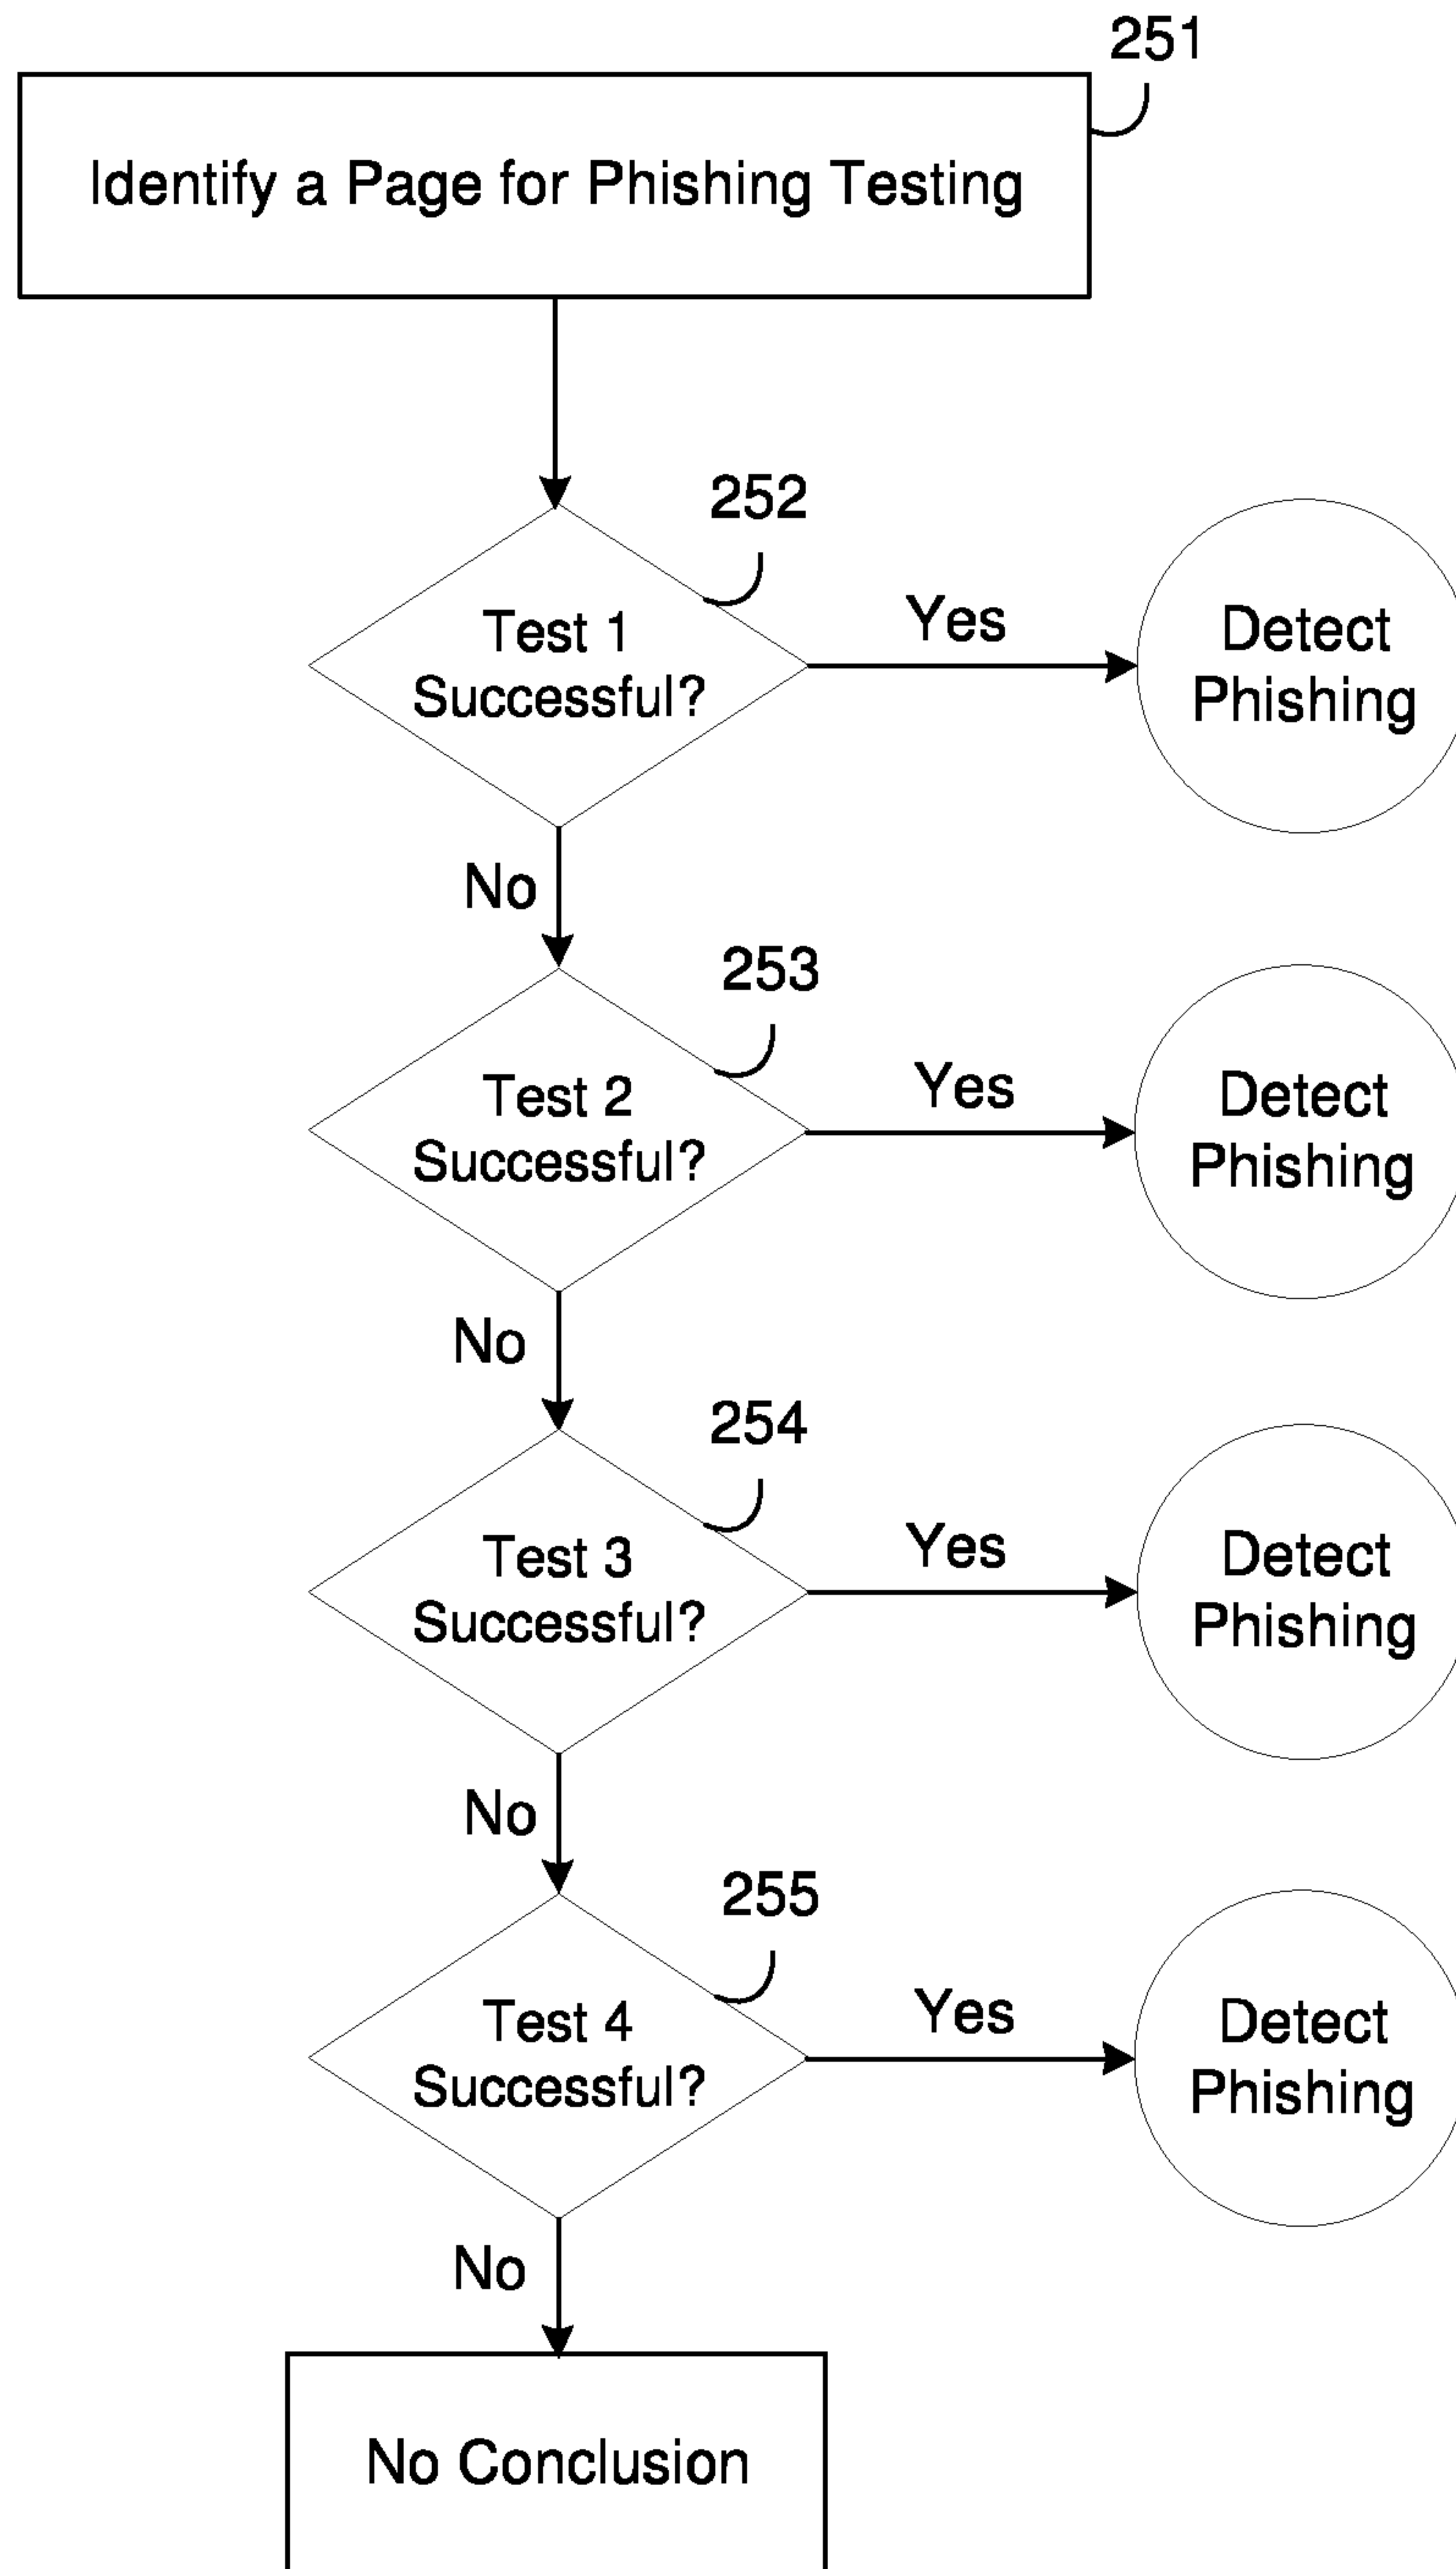 251
Identify a Page for Phishing Testing
252
Test 1
Successful?
Yes
Detect
Phishing
No
253
Test 2
Successful?
Yes
Detect
Phishing
No
254
Test 3
Successful?
Yes
Detect
Phishing
No
255
Test 4
Successful?
Yes
Detect
Phishing
No
No Conclusion